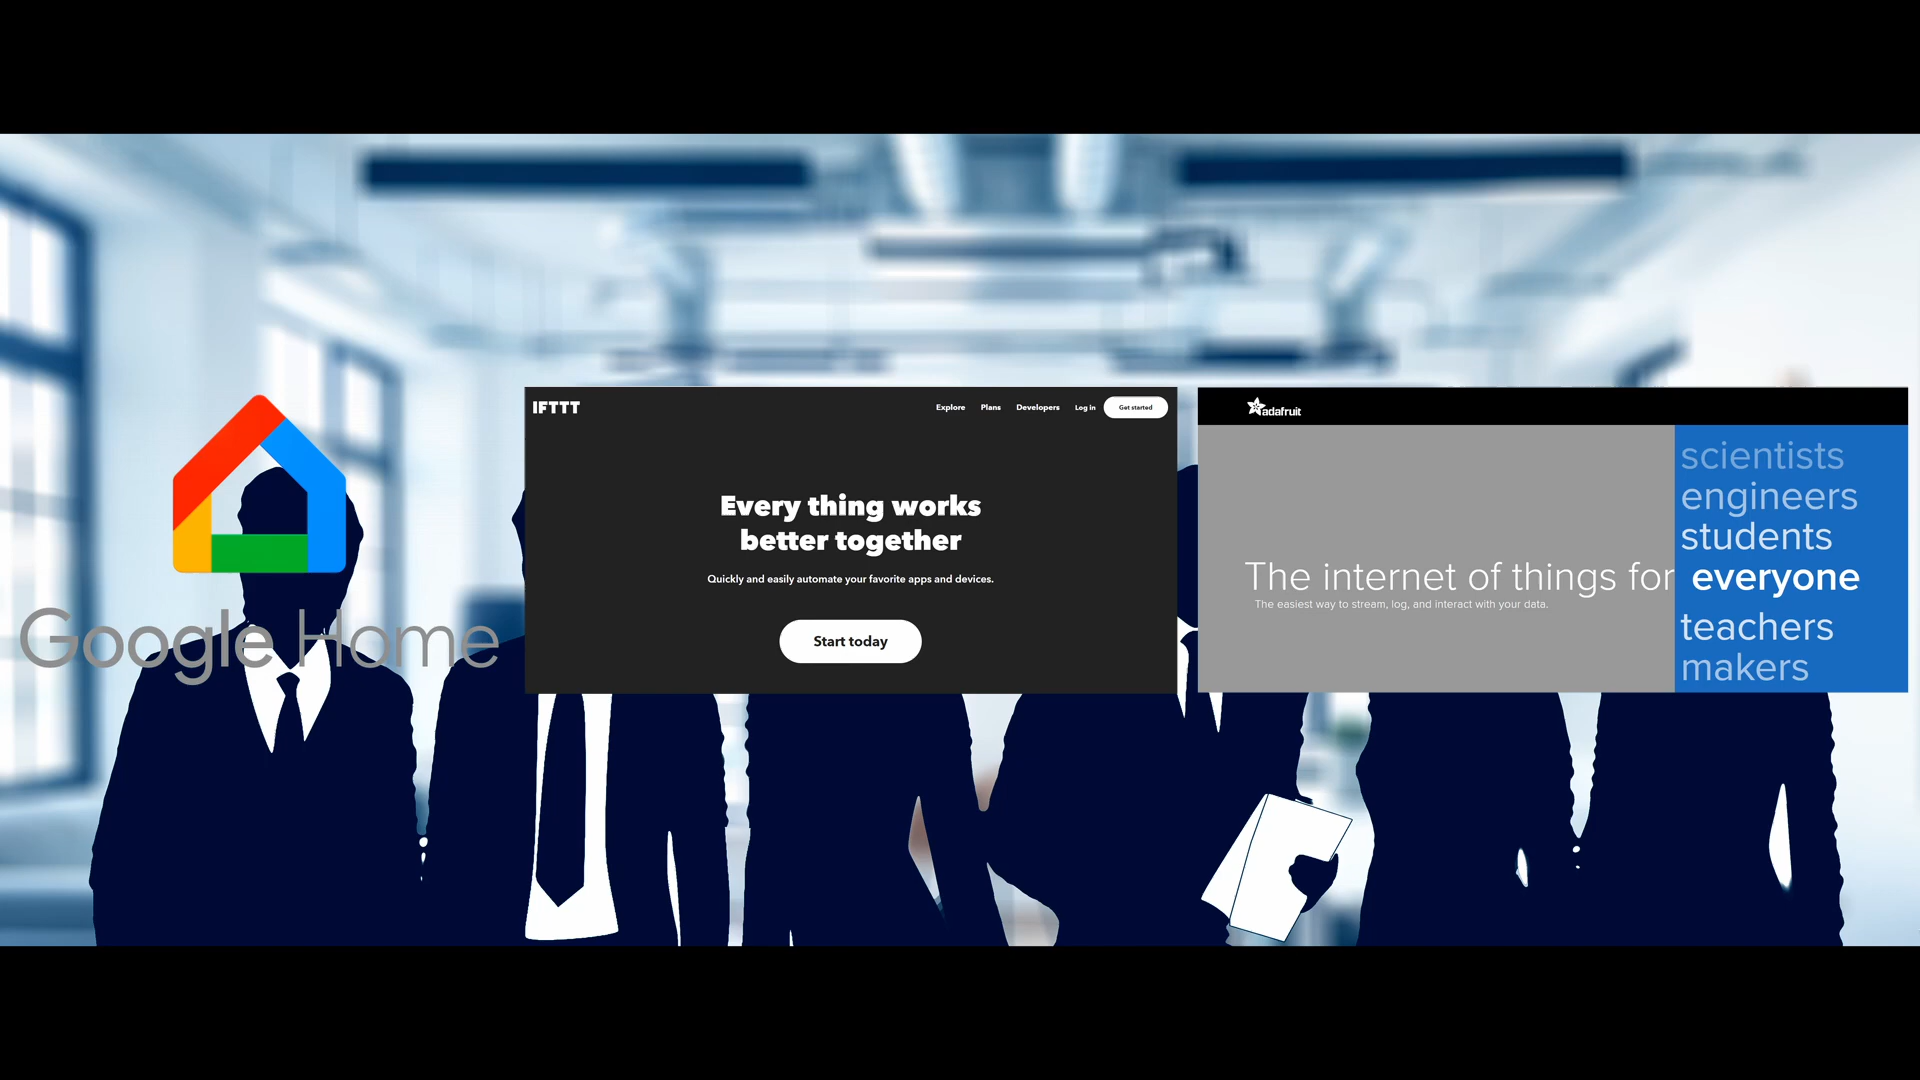 Google Home
IFTTT
Explore Plans Developers Log in Get started
Every thing works
better together
Quickly and easily automate your favorite apps and devices.
Start today
adafruit
The internet of things for
The easiest way to stream, log, and interact with your data.
scientists
engineers
students
everyone
teachers
makers